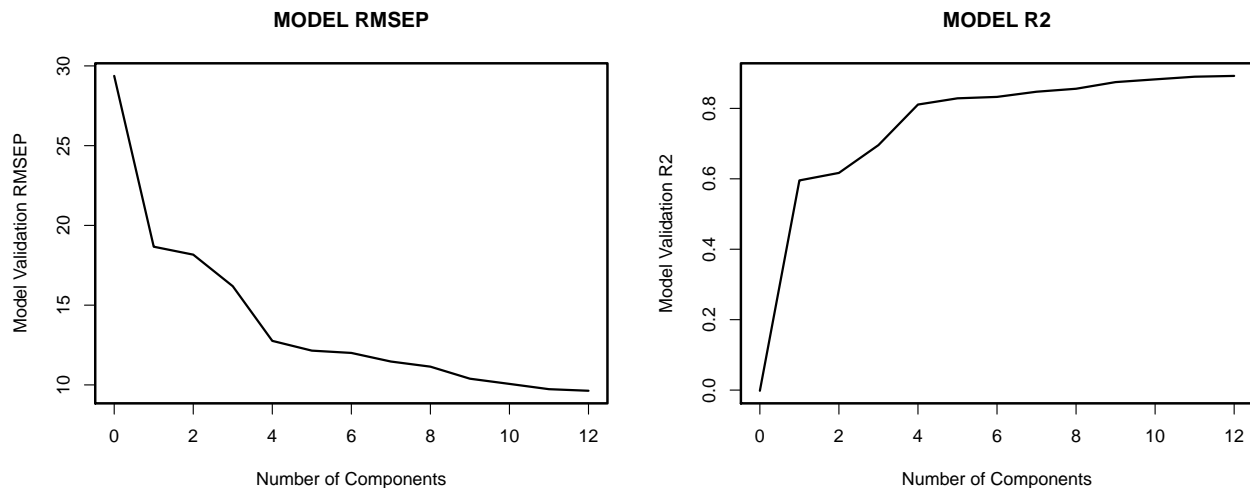 MODEL RMSEP
Model Validation RMSEP
30
25
20
15
10
0 2 4 6 8 10 12
Number of Components
MODEL R2
Model Validation R2
0.8
0.6
0.4
0.2
0.0
0 2 4 6 8 10 12
Number of Components